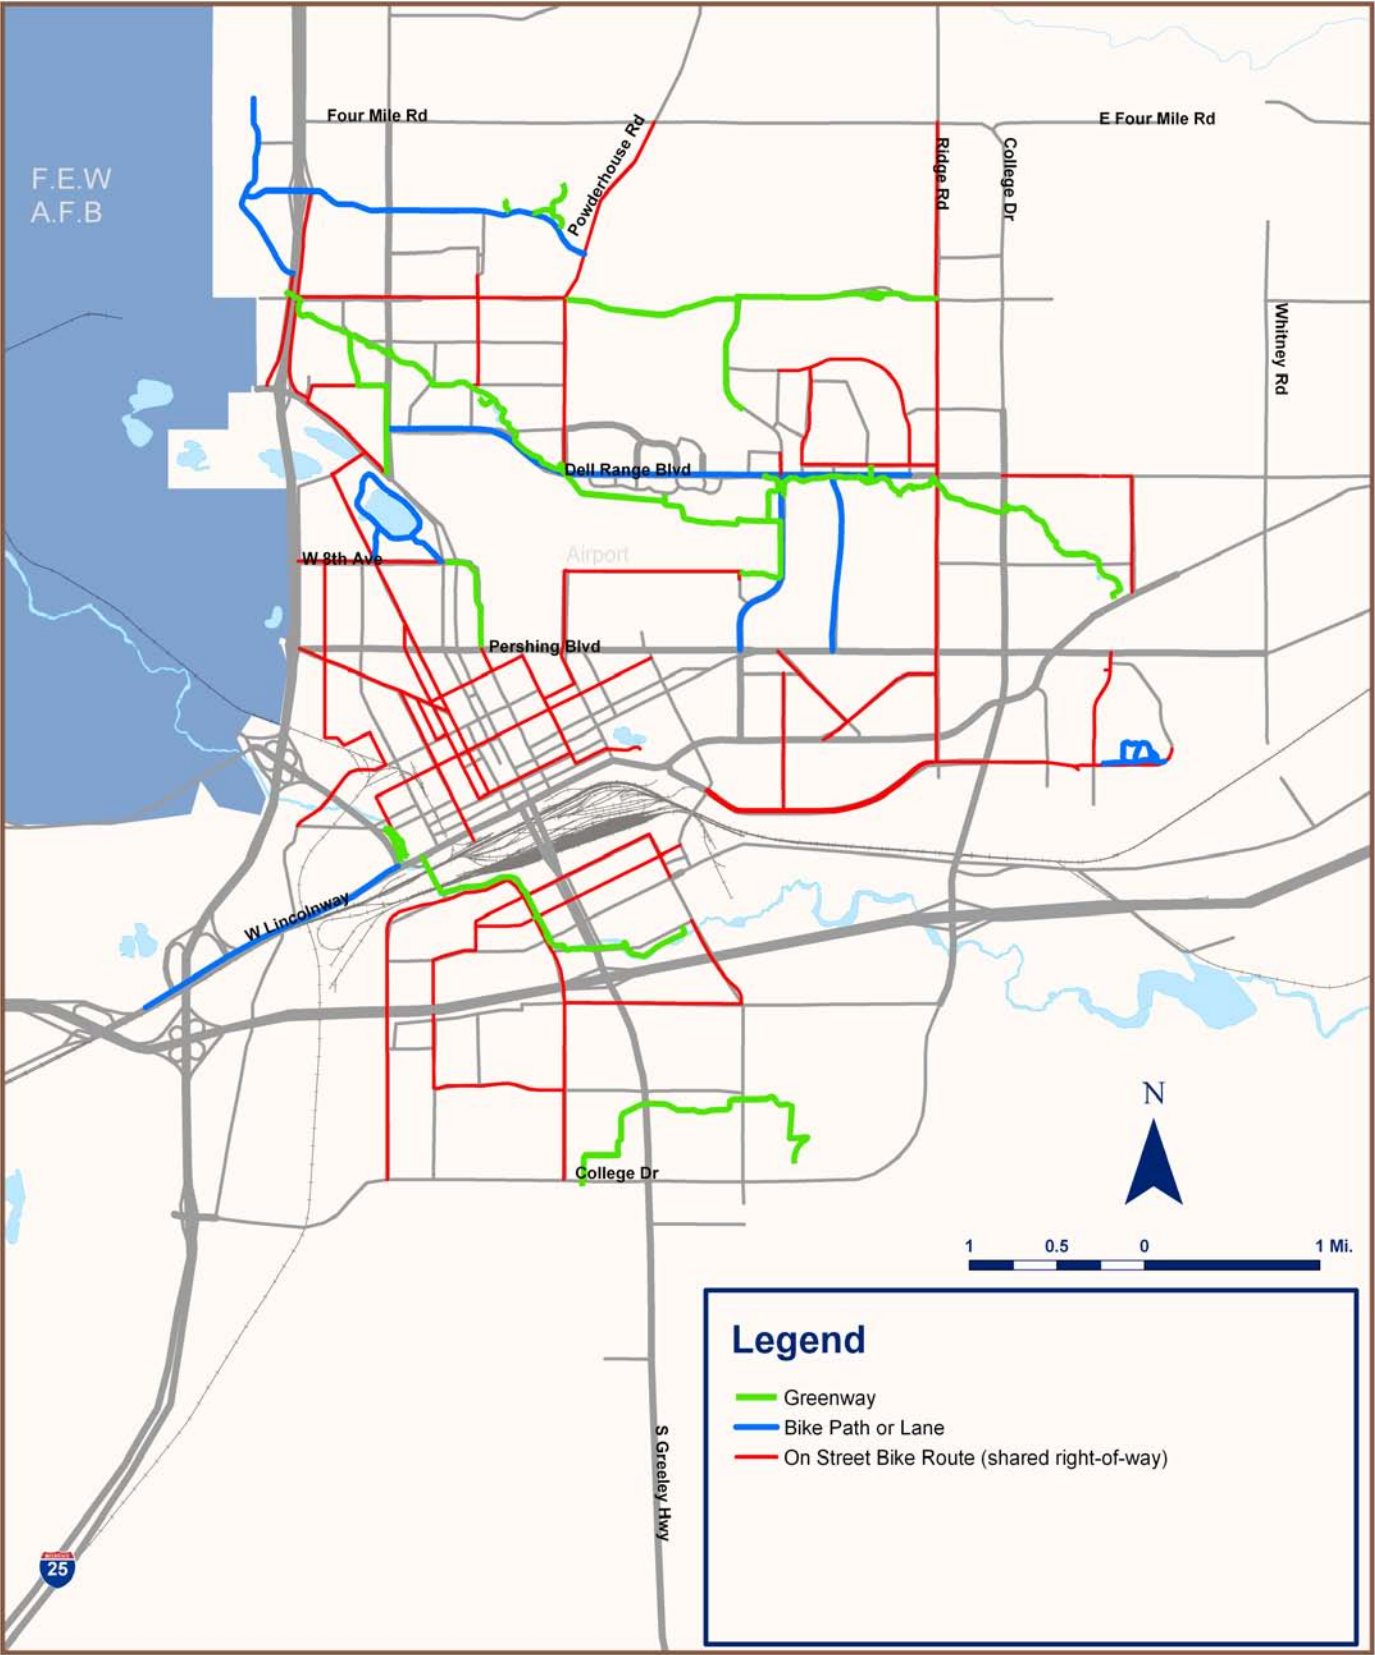 Four Mile Rd
E Four Mile Rd
F.E.W
A.F.B
Powderhouse Rd
Ridge Rd
College Dr
Whitney Rd
Dell Range Blvd
W 8th Ave
Airport
Pershing Blvd
W Lincolnway
College Dr
N
1 0.5 0 1 Mi.
Legend
Greenway
Bike Path or Lane
On Street Bike Route (shared right-of-way)
S Greeley Hwy
25